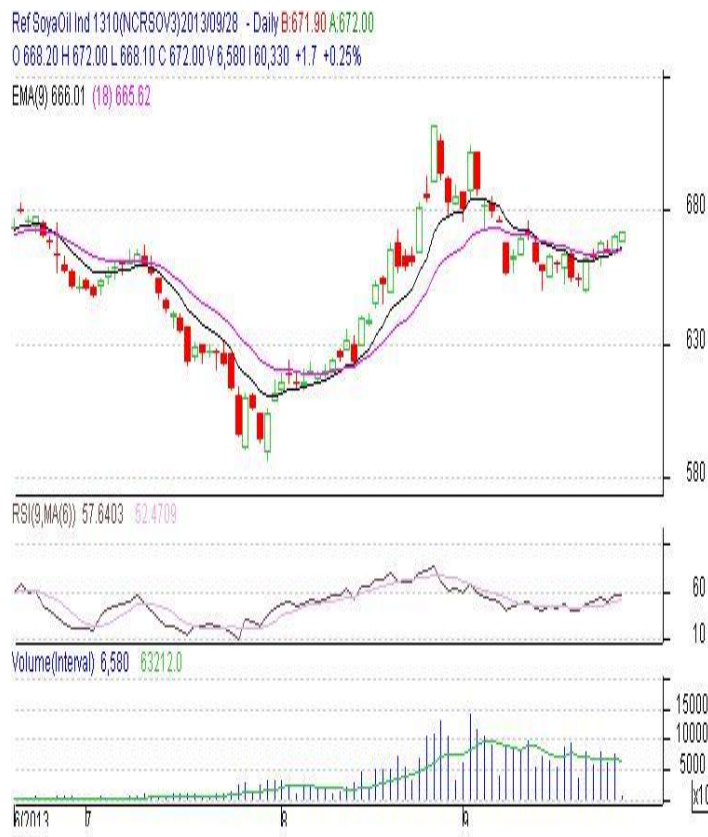 Ref SoyaOil Ind 1310(NCRSOV3)2013/09/28 - Daily B:671.90 A:672.00
O 668.20 H 672.00 L 668.10 C 672.00 V 6,580 I 60,330 +1.7 +0.25%
EMA(9) 666.01 (18) 665.62
680
630
580
RSI(9,MA(6)) 57.6403 52.4709
60
10
Volume(Interval) 6,580 63212.0
15000
10000
5000
x10
6/2013 7 8 9